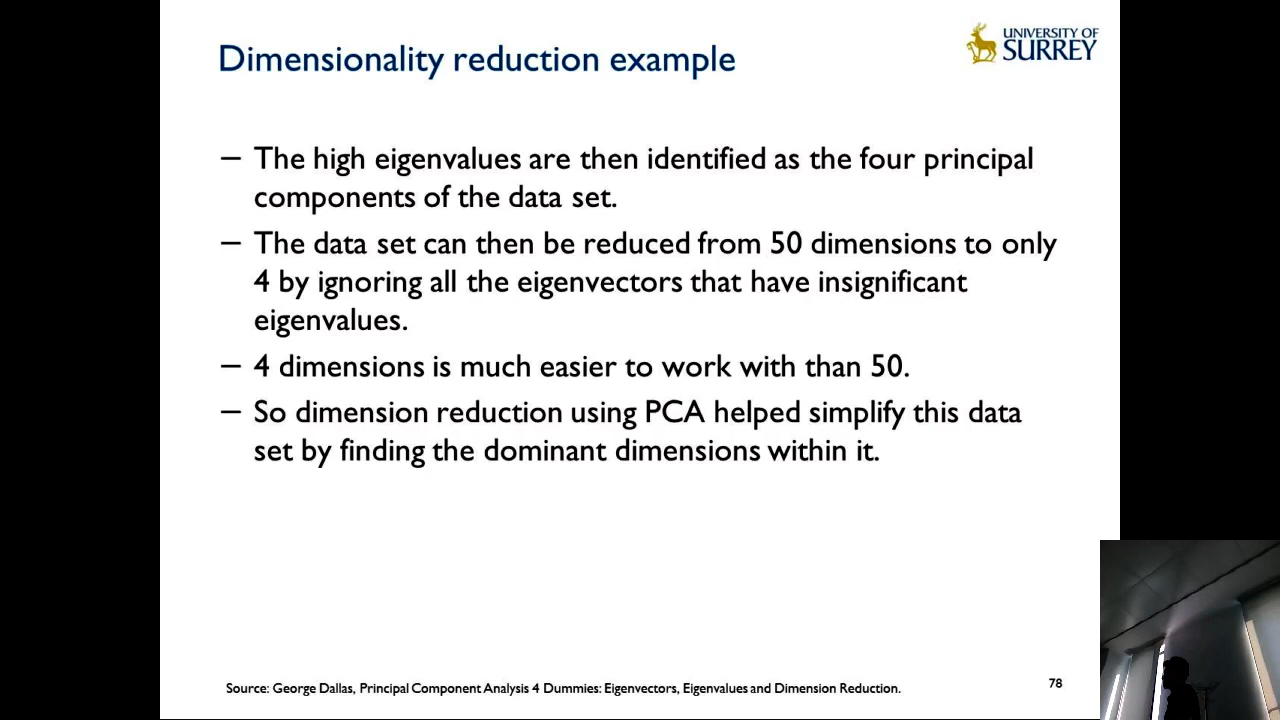 Dimensionality reduction example
UNIVERSITY OF
SURREY
– The high eigenvalues are then identified as the four principal
components of the data set.
– The data set can then be reduced from 50 dimensions to only
4 by ignoring all the eigenvectors that have insignificant
eigenvalues.
– 4 dimensions is much easier to work with than 50.
– So dimension reduction using PCA helped simplify this data
set by finding the dominant dimensions within it.
Source: George Dallas, Principal Component Analysis 4 Dummies: Eigenvectors, Eigenvalues and Dimension Reduction.
78